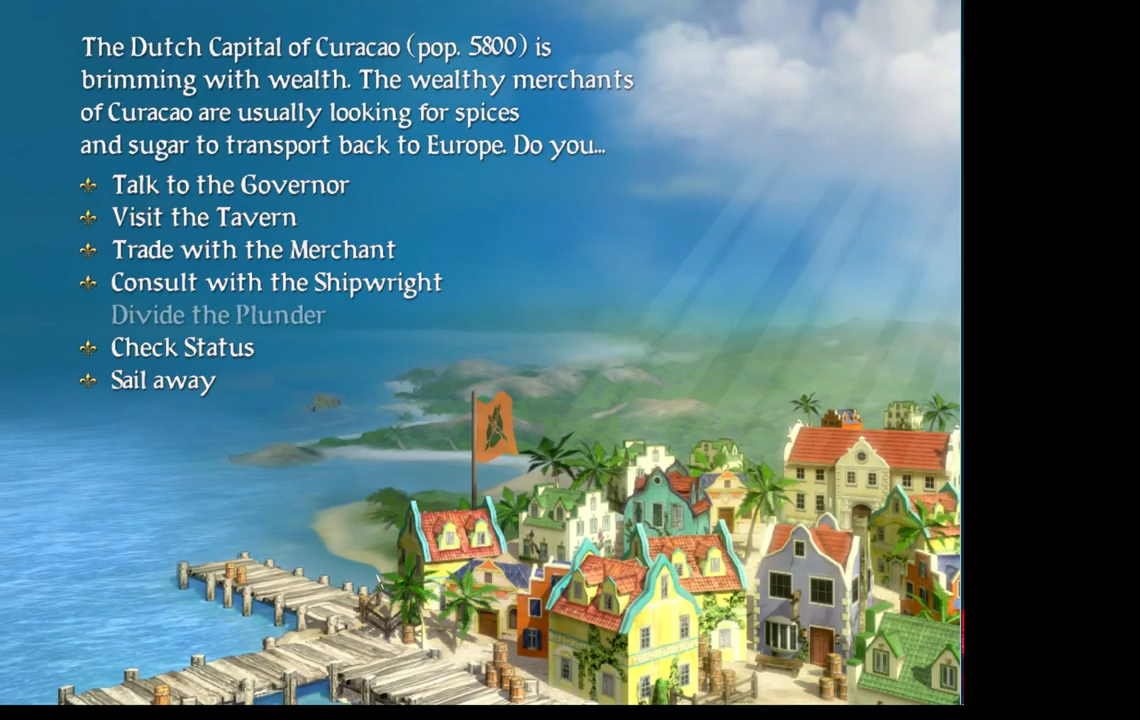 The Dutch Capital of Curacao (pop. 5800) is
brimming with wealth. The wealthy merchants
of Curacao are usually looking for spices
and sugar to transport back to Europe. Do you...
Talk to the Governor
Visit the Tavern
Trade with the Merchant
Consult with the Shipwright
Divide the Plunder
Check Status
Sail away